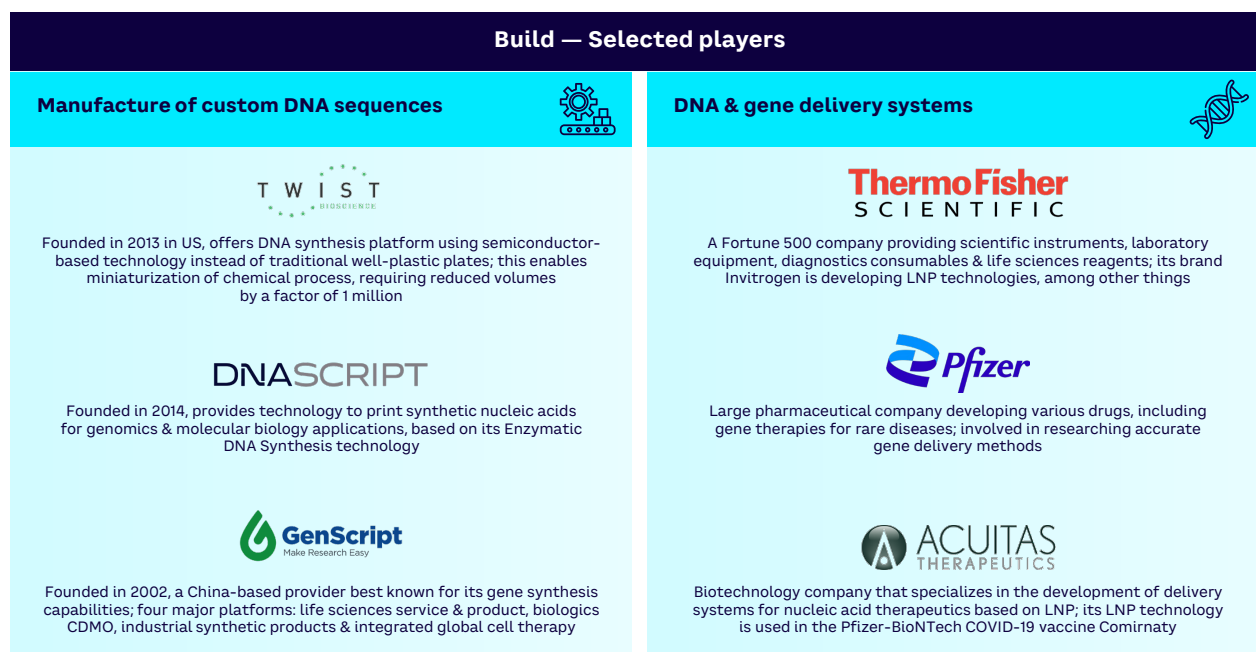 Build — Selected players
Manufacture of custom DNA sequences
TWIST
BIOSCIENCE
Founded in 2013 in US, offers DNA synthesis platform using semiconductor-
based technology instead of traditional well-plastic plates; this enables
miniaturization of chemical process, requiring reduced volumes
by a factor of 1 million
DNASCRIPT
Founded in 2014, provides technology to print synthetic nucleic acids
for genomics & molecular biology applications, based on its Enzymatic
DNA Synthesis technology
GenScript
Make Research Easy
Founded in 2002, a China-based provider best known for its gene synthesis
capabilities; four major platforms: life sciences service & product, biologics
CDMO, industrial synthetic products & integrated global cell therapy
DNA & gene delivery systems
ThermoFisher
SCIENTIFIC
A Fortune 500 company providing scientific instruments, laboratory
equipment, diagnostics consumables & life sciences reagents; its brand
Invitrogen is developing LNP technologies, among other things
Pfizer
Large pharmaceutical company developing various drugs, including
gene therapies for rare diseases; involved in researching accurate
gene delivery methods
ACUITAS
THERAPEUTICS
Biotechnology company that specializes in the development of delivery
systems for nucleic acid therapeutics based on LNP; its LNP technology
is used in the Pfizer-BioNTech COVID-19 vaccine Comirnaty